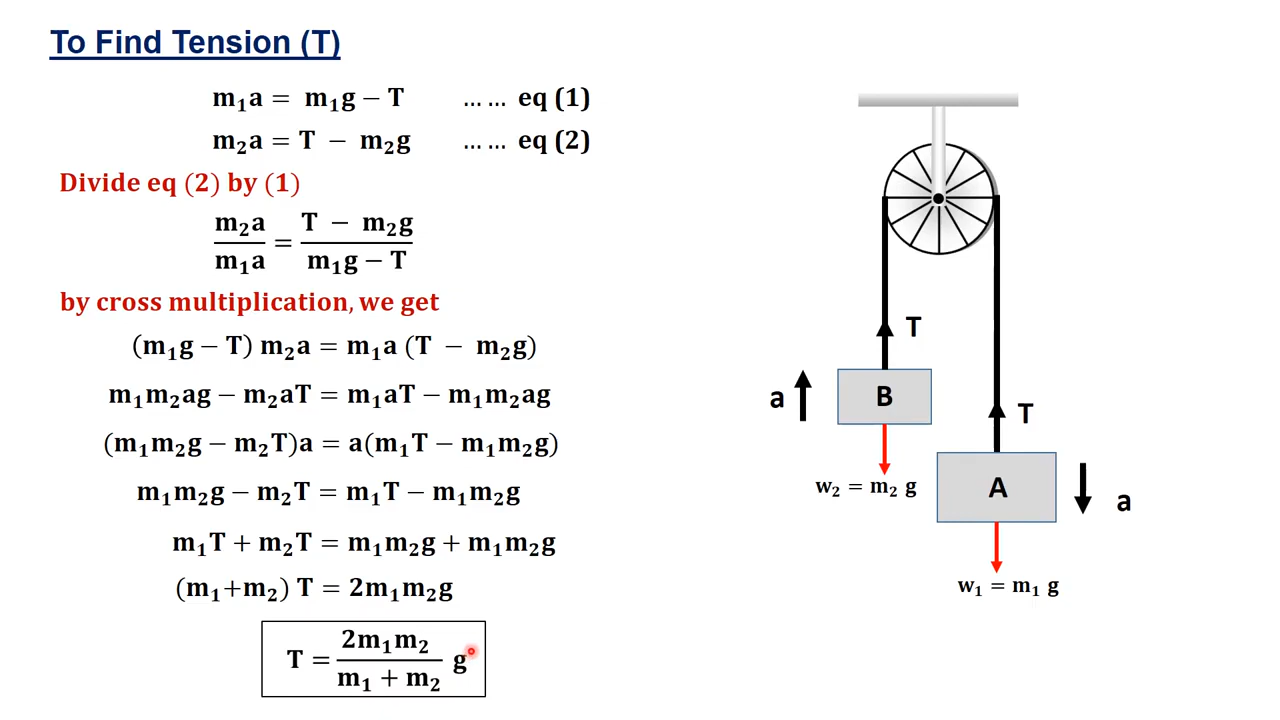 To Find Tension (T)
m₁a = m₁g − T ... ... eq (1)
m₂a = T − m₂g ... ... eq (2)
Divide eq (2) by (1)
m₂a / m₁a = T − m₂g / m₁g − T
by cross multiplication, we get
(m₁g − T) m₂a = m₁a (T − m₂g)
m₁m₂ag − m₂aT = m₁aT − m₁m₂ag
(m₁m₂g − m₂T)a = a(m₁T − m₁m₂g)
m₁m₂g − m₂T = m₁T − m₁m₂g
m₁T + m₂T = m₁m₂g + m₁m₂g
(m₁+m₂) T = 2m₁m₂g
T = 2m₁m₂ / m₁ + m₂ g
T
a
B
T
w₂ = m₂ g
A
a
w₁ = m₁ g